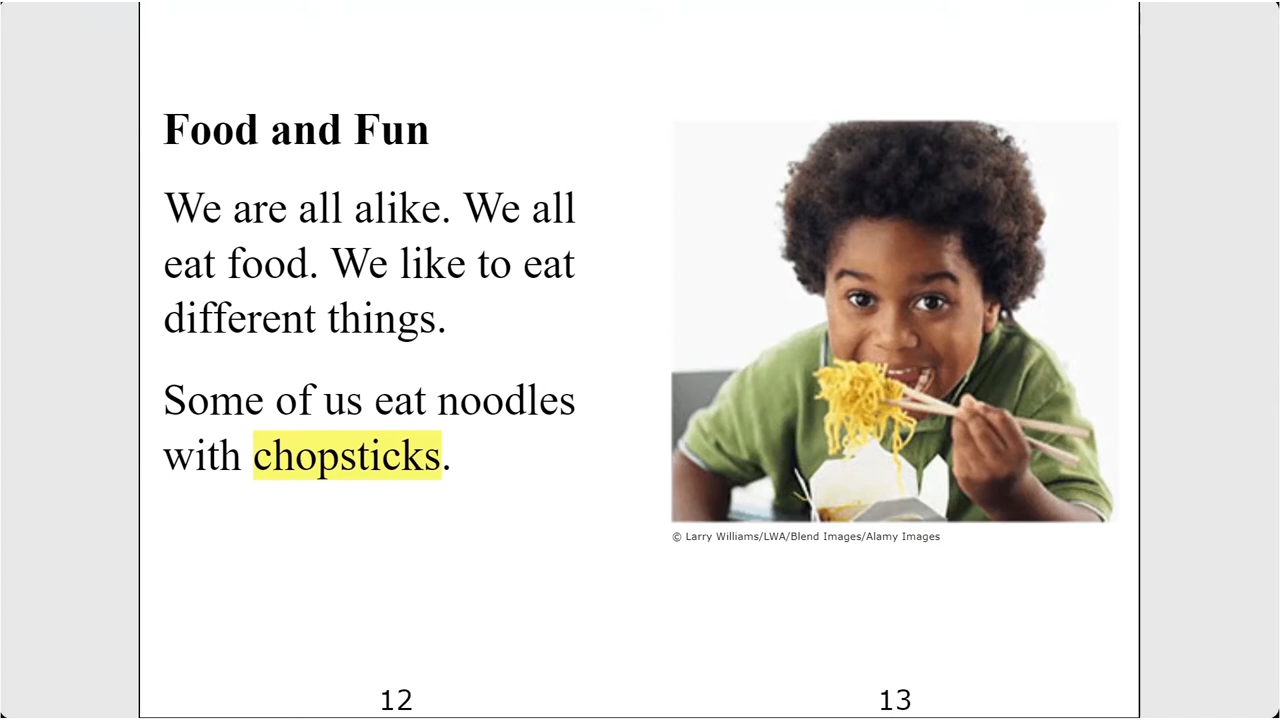 Food and Fun
We are all alike. We all
eat food. We like to eat
different things.
Some of us eat noodles
with chopsticks.
© Larry Williams/LWA/Blend Images/Alamy Images
12
13